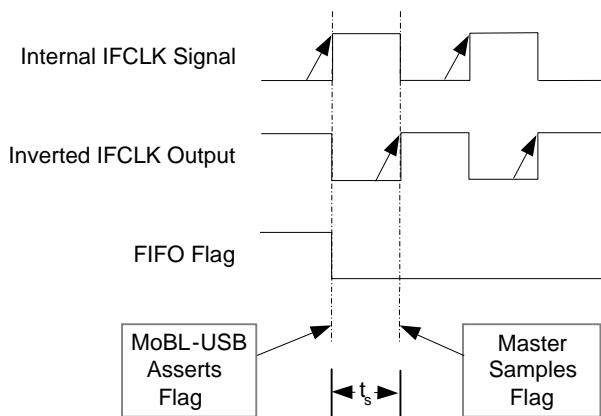 Internal IFCLK Signal
Inverted IFCLK Output
FIFO Flag
MoBL-USB
Asserts
Flag
Master
Samples
Flag
ts